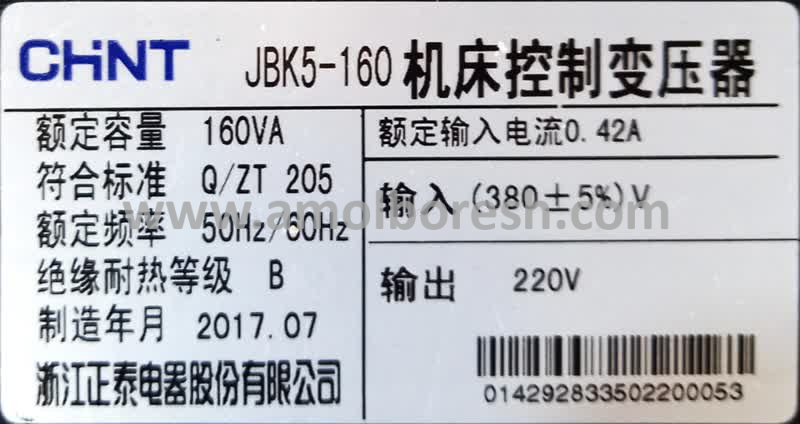 CHNT JBK5-160 机床控制变压器
额定容量 160VA
符合标准 Q/ZT 205
额定频率 50Hz/60Hz
绝缘耐热等级 B
制造年月 2017.07
浙江正泰电器股份有限公司
额定输入电流0.42A
输入 (380±5%)V
输出 220V
014292833502200053
www.amolboresh.com